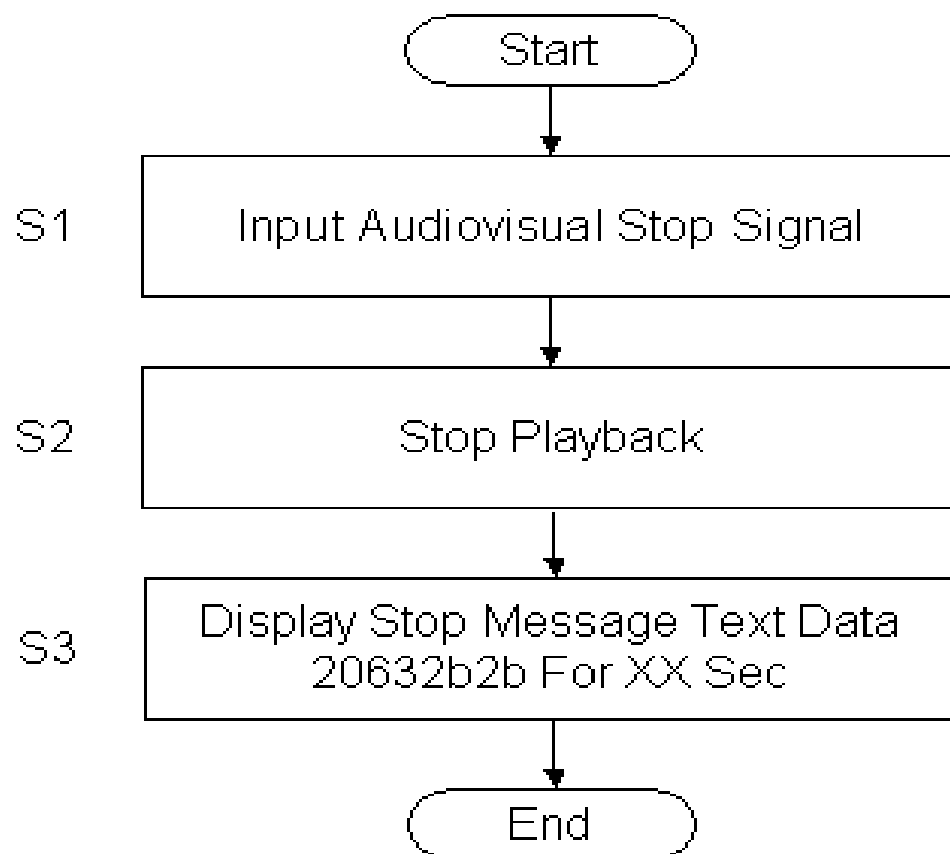 Start
S1
Input Audiovisual Stop Signal
S2
Stop Playback
S3
Display Stop Message Text Data
20632b2b For XX Sec
End